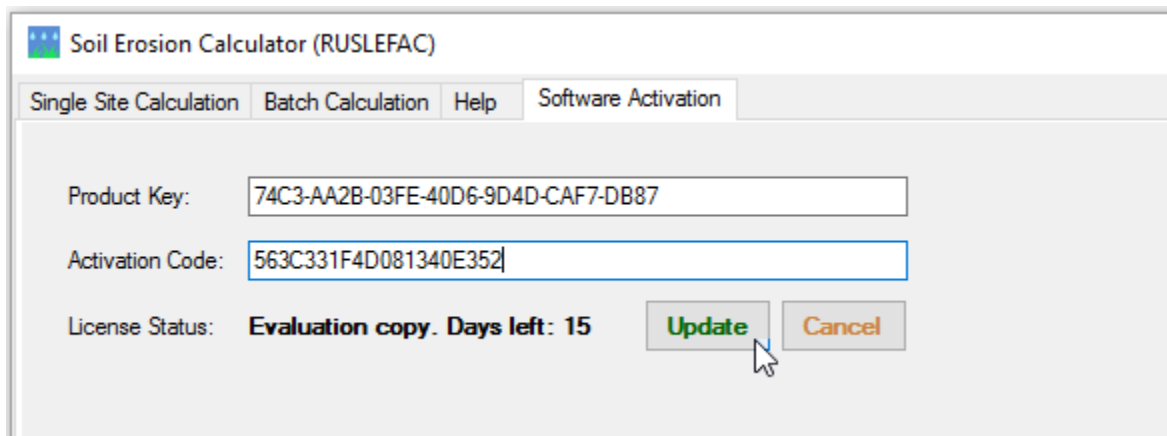 Soil Erosion Calculator (RUSLEFAC)
Single Site Calculation Batch Calculation Help Software Activation
Product Key: 74C3-AA2B-03FE-40D6-9D4D-CAF7-DB87
Activation Code: 563C331F4D081340E352
License Status: Evaluation copy. Days left: 15 Update Cancel